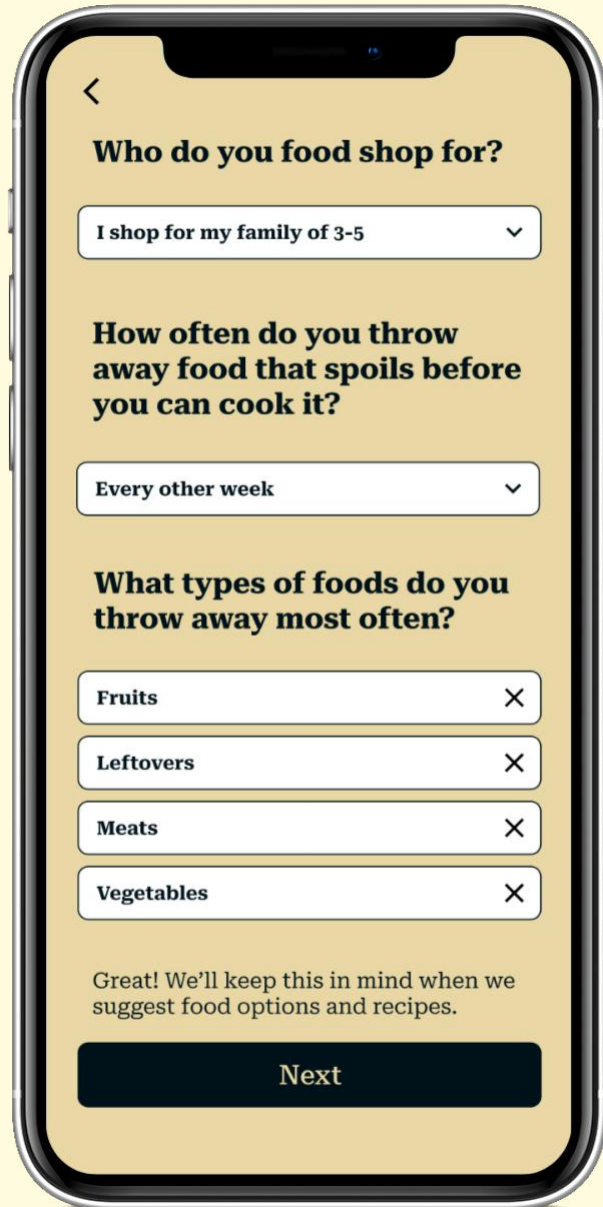 Who do you food shop for?
I shop for my family of 3-5
How often do you throw
away food that spoils before
you can cook it?
Every other week
What types of foods do you
throw away most often?
Fruits
Leftovers
Meats
Vegetables
Great! We’ll keep this in mind when we
suggest food options and recipes.
Next